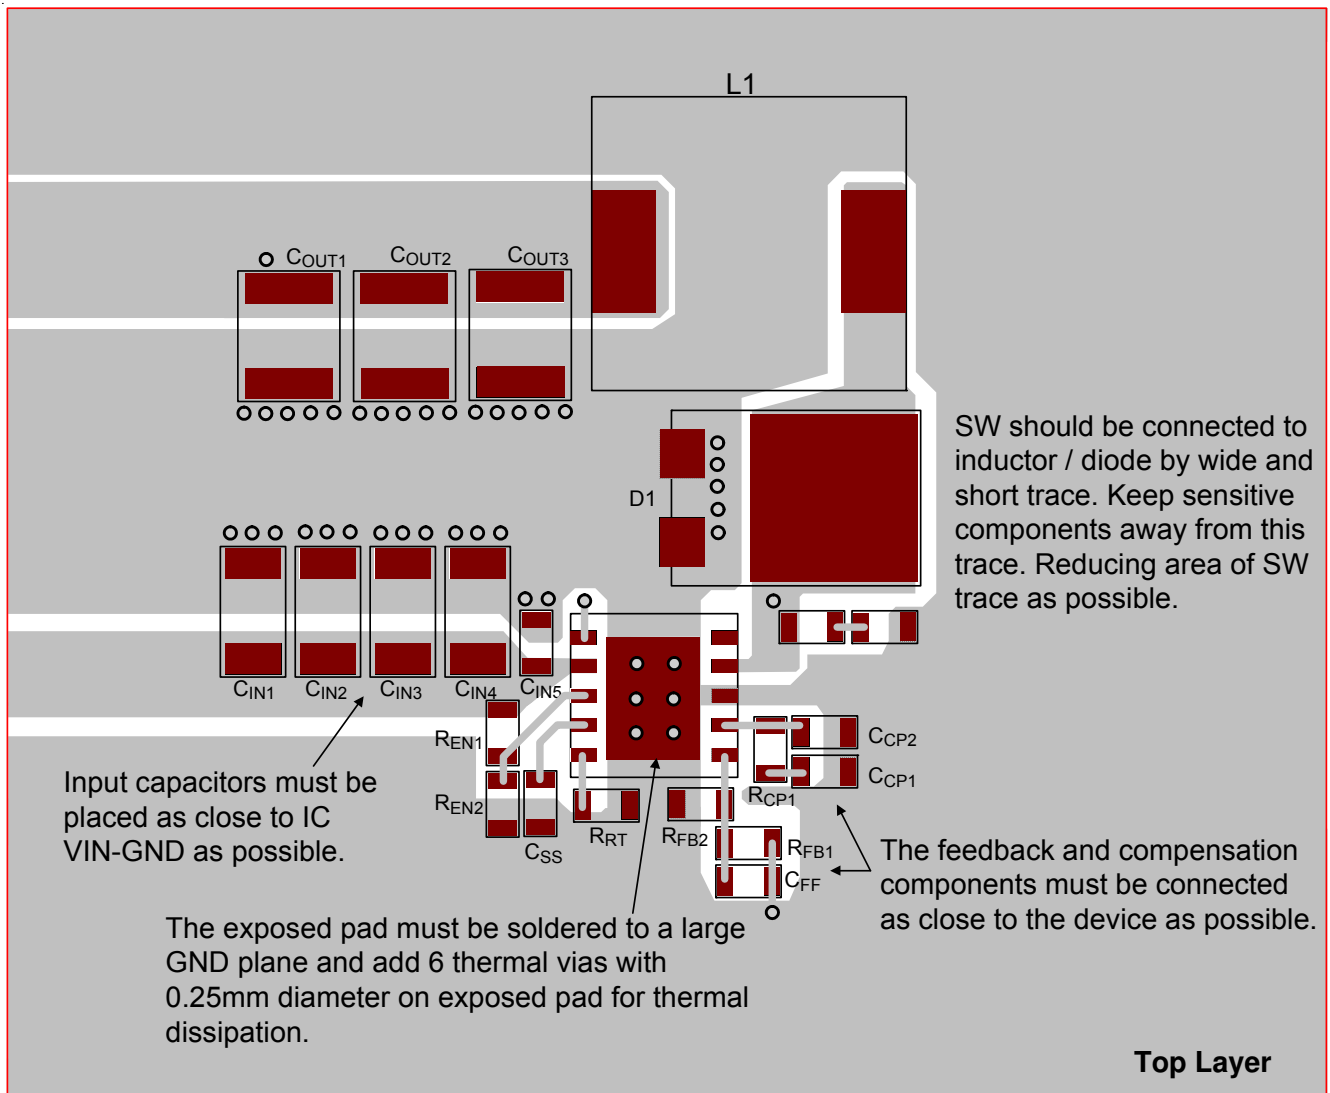 L1
COUT1
COUT2
COUT3
D1
SW should be connected to
inductor / diode by wide and
short trace. Keep sensitive
components away from this
trace. Reducing area of SW
trace as possible.
CIN1
CIN2
CIN3
CIN4
CIN5
REN1
REN2
CSS
RRT
RFB2
RCP1
CCP2
CCP1
RFB1
CFF
Input capacitors must be
placed as close to IC
VIN-GND as possible.
The feedback and compensation
components must be connected
as close to the device as possible.
The exposed pad must be soldered to a large
GND plane and add 6 thermal vias with
0.25mm diameter on exposed pad for thermal
dissipation.
Top Layer